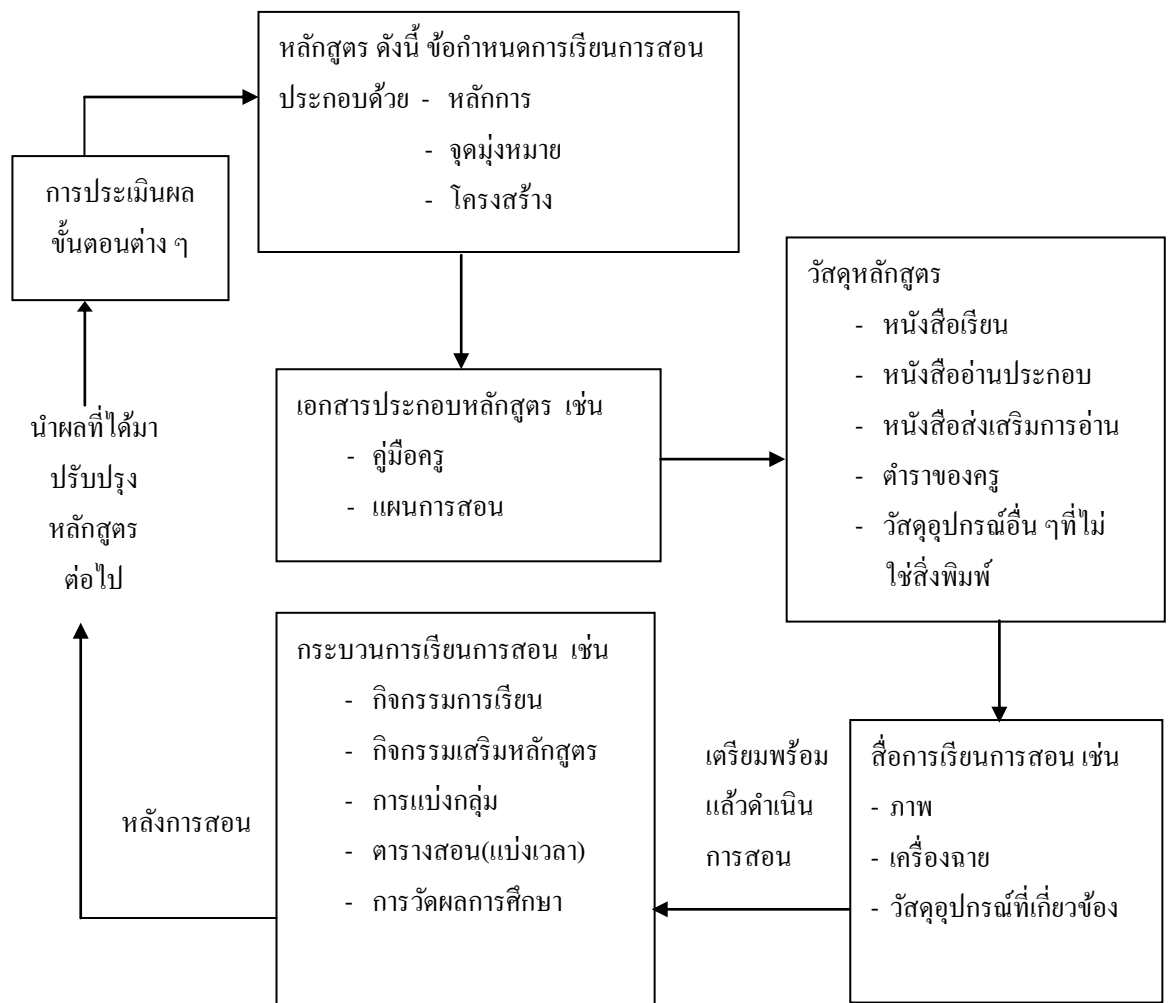 หลักสูตร ดังนี้ ข้อกำหนดการเรียนการสอน
ประกอบด้วย - หลักการ
- จุดมุ่งหมาย
- โครงสร้าง
การประเมินผล
ขั้นตอนต่าง ๆ
วัสดุหลักสูตร
- หนังสือเรียน
- หนังสืออ่านประกอบ
- หนังสือส่งเสริมการอ่าน
- ตำราของครู
- วัสดุอุปกรณ์อื่น ๆที่ไม่
ใช่สิ่งพิมพ์
เอกสารประกอบหลักสูตร เช่น
- คู่มือครู
- แผนการสอน
นำผลที่ได้มา
ปรับปรุง
หลักสูตร
ต่อไป
กระบวนการเรียนการสอน เช่น
- กิจกรรมการเรียน
- กิจกรรมเสริมหลักสูตร
- การแบ่งกลุ่ม
- ตารางสอน(แบ่งเวลา)
- การวัดผลการศึกษา
เตรียมพร้อม
แล้วดำเนิน
การสอน
สื่อการเรียนการสอน เช่น
- ภาพ
- เครื่องฉาย
- วัสดุอุปกรณ์ที่เกี่ยวข้อง
หลังการสอน